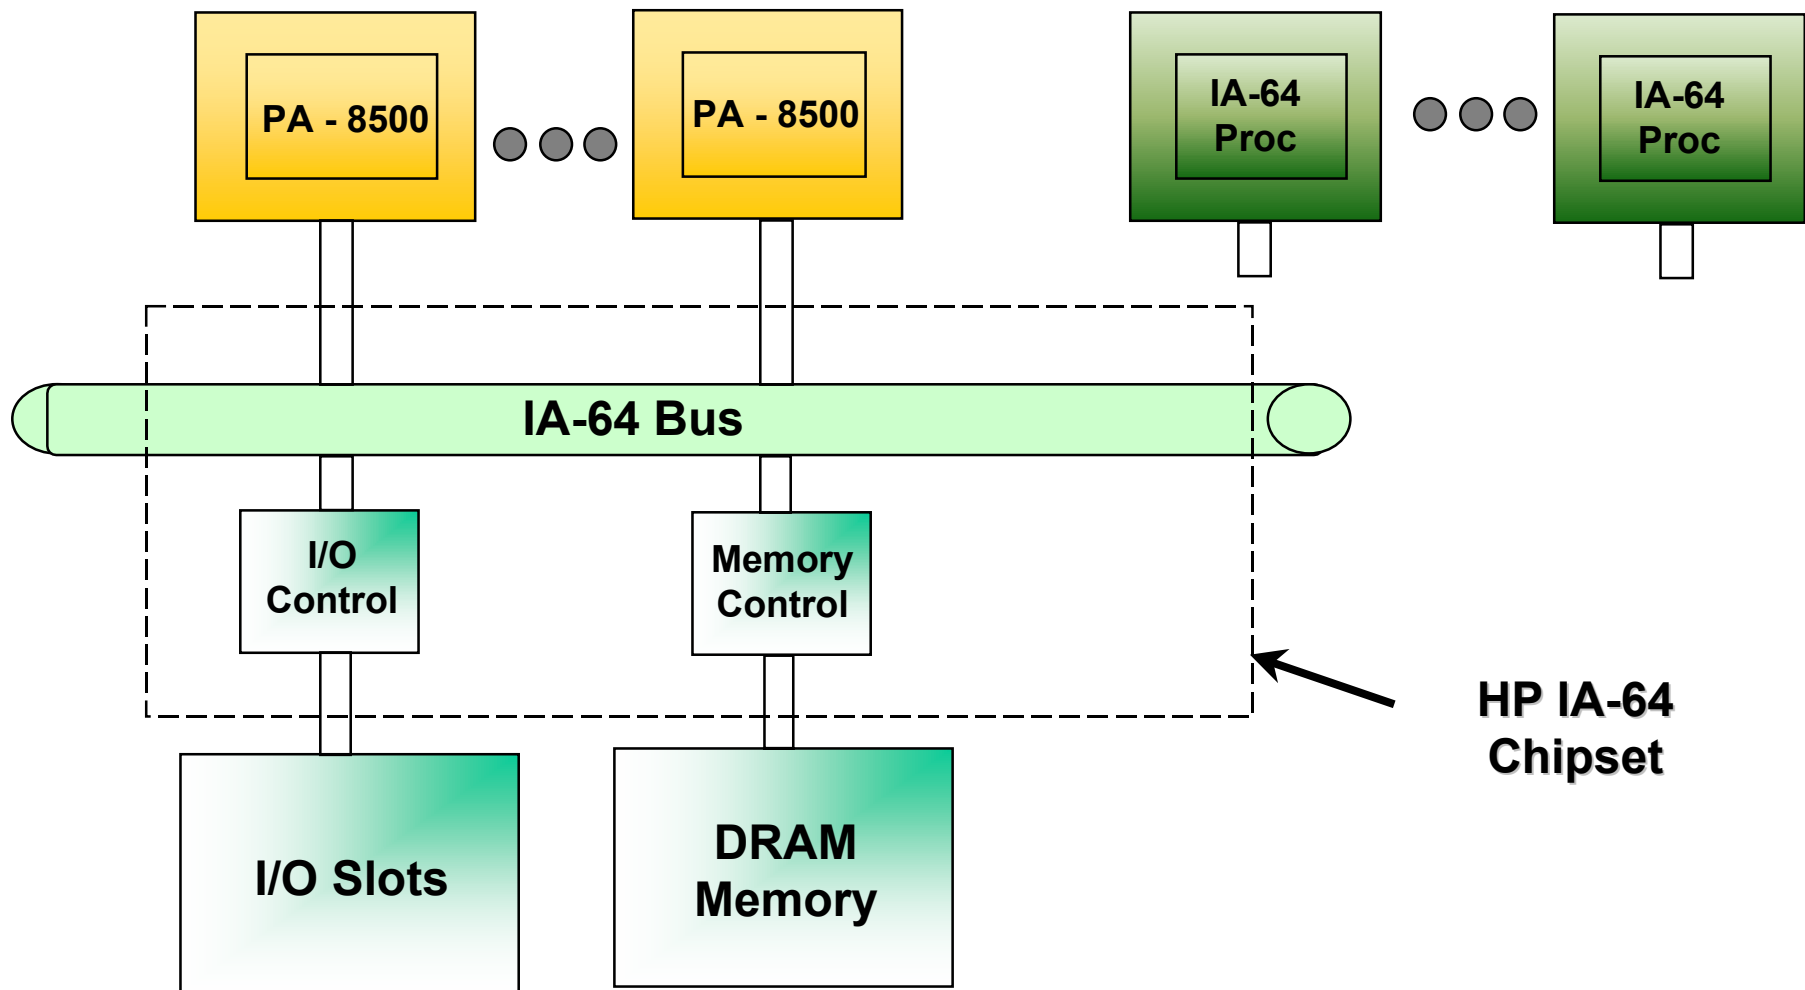 PA - 8500
PA - 8500
IA-64
Proc
IA-64
Proc
IA-64 Bus
I/O
Control
Memory
Control
HP IA-64
Chipset
I/O Slots
DRAM
Memory